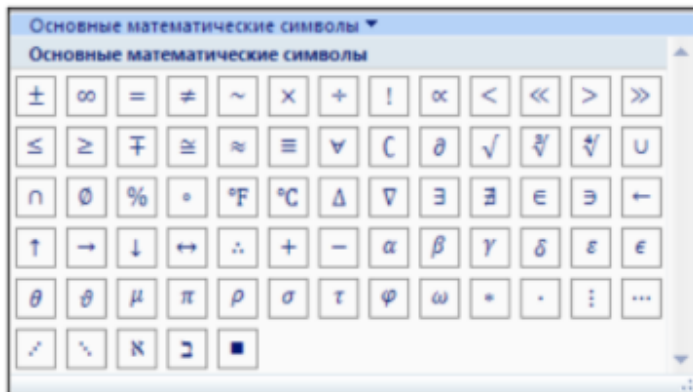 Основные математические символы
Основные математические символы
± ∞ = ≠ ~ × ÷ ! ∝ < ≪ > ≫
≤ ≥ ∓ ≅ ≈ ≡ ∀ ∁ ∂ √ ∛ ∜ ∪
∩ ∅ % ° °F °C ∆ ∇ ∃ ∄ ∈ ∋ ←
↑ → ↓ ↔ ∴ + − α β γ δ ε ϵ
θ ϑ μ π ρ σ τ φ ω ∗ ∙ ⋮ ⋯
⋰ ⋱ ℵ ℶ ∎